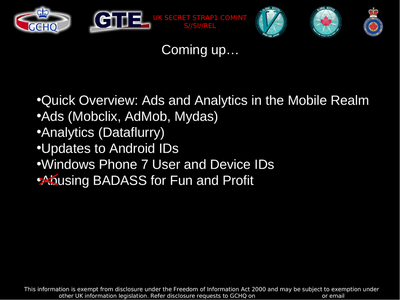 GCHQ
GTE
UK SECRET STRAP1 COMINT
SI//SI//REL
Coming up…
•Quick Overview: Ads and Analytics in the Mobile Realm
•Ads (Mobclix, AdMob, Mydas)
•Analytics (Dataflurry)
•Updates to Android IDs
•Windows Phone 7 User and Device IDs
•Abusing BADASS for Fun and Profit
This information is exempt from disclosure under the Freedom of Information Act 2000 and may be subject to exemption under
other UK information legislation. Refer disclosure requests to GCHQ on or email